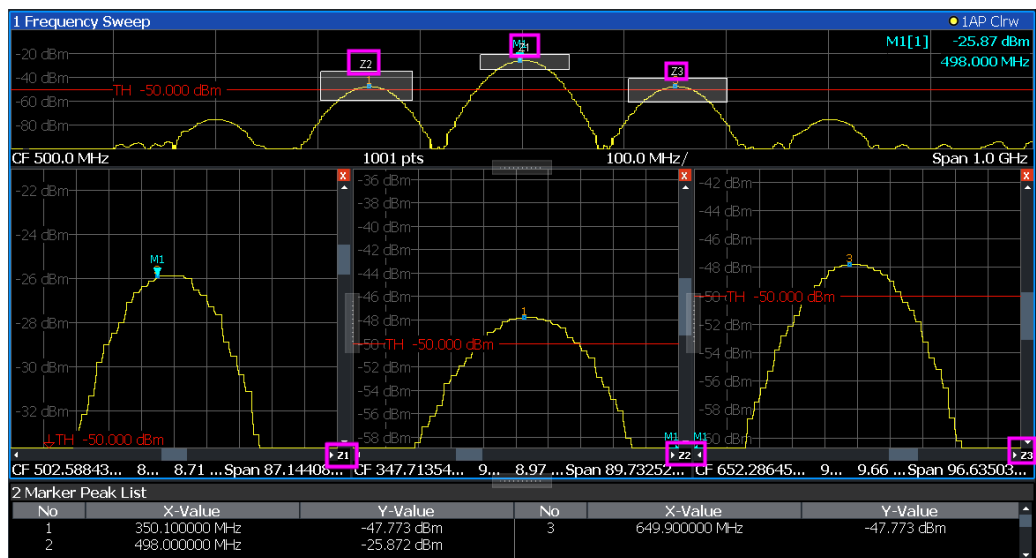 1 Frequency Sweep 1AP Clrw
M1[1] -25.87 dBm
498.000 MHz
M1
Z1
Z2
Z3
-20 dBm
-40 dBm
TH -50.000 dBm
-60 dBm
-80 dBm
CF 500.0 MHz 1001 pts 100.0 MHz/ Span 1.0 GHz
-22 dBm
-24 dBm
M1
-26 dBm
-28 dBm
-30 dBm
-32 dBm
TH -50.000 dBm
Z1
CF 502.58843... 8... 8.71 ... Span 87.14408...
X
-36 dBm
-38 dBm
-40 dBm
-42 dBm
-44 dBm
-46 dBm
1
-48 dBm
-50 TH -50.000 dBm
-52 dBm
-54 dBm
-56 dBm
-58 dBm
M1
Z2
CF 347.71354... 9... 8.97 ... Span 89.73252...
X
-42 dBm
-44 dBm
-46 dBm
3
-48 dBm
-50 TH -50.000 dBm
-52 dBm
-54 dBm
-56 dBm
-58 dBm
M1 -60 dBm
Z3
CF 652.28645... 9... 9.66 ... Span 96.63503...
X
2 Marker Peak List
No X-Value Y-Value No X-Value Y-Value
1 350.100000 MHz -47.773 dBm 3 649.900000 MHz -47.773 dBm
2 498.000000 MHz -25.872 dBm